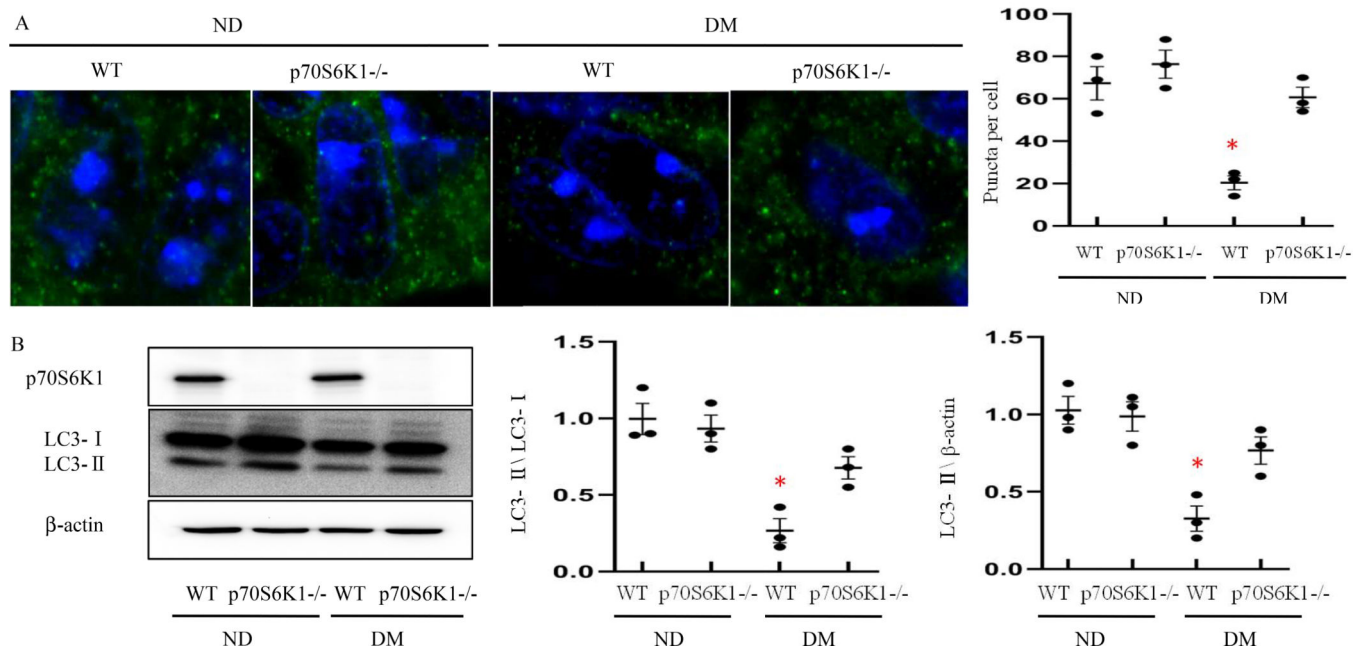 A
ND
DM
WT
p70S6K1-/-
WT
p70S6K1-/-
Puncta per cell
100
80
60
40
20
0
*
WT
p70S6K1-/-
WT
p70S6K1-/-
ND
DM
B
p70S6K1
LC3- I
LC3- II
β-actin
WT p70S6K1-/- WT p70S6K1-/-
ND
DM
LC3- II \ LC3- I
1.5
1.0
0.5
0.0
*
WT p70S6K1-/- WT p70S6K1-/-
ND
DM
LC3- II \ β-actin
1.5
1.0
0.5
0.0
*
WT p70S6K1-/- WT p70S6K1-/-
ND
DM